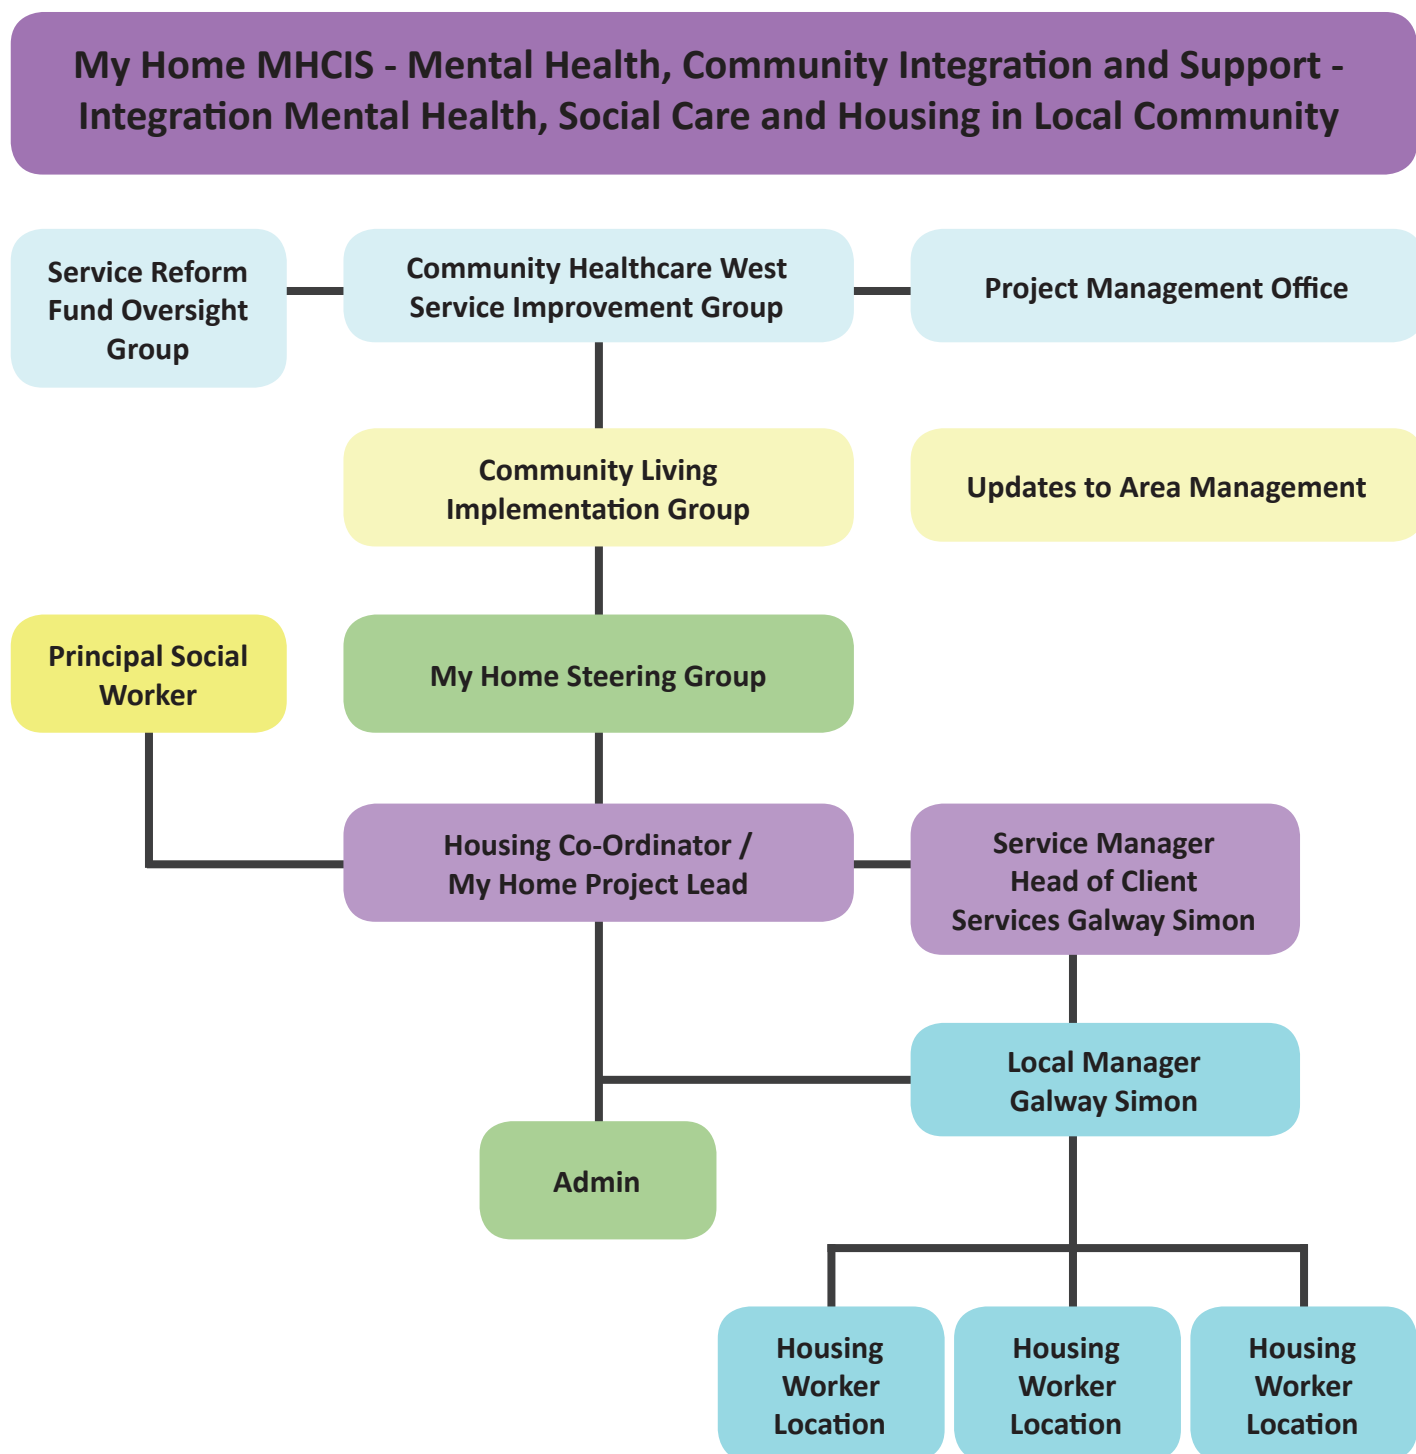 My Home MHCIS - Mental Health, Community Integration and Support -
Integration Mental Health, Social Care and Housing in Local Community
Service Reform
Fund Oversight
Group
Community Healthcare West
Service Improvement Group
Project Management Office
Community Living
Implementation Group
Updates to Area Management
Principal Social
Worker
My Home Steering Group
Housing Co-Ordinator /
My Home Project Lead
Service Manager
Head of Client
Services Galway Simon
Local Manager
Galway Simon
Admin
Housing
Worker
Location
Housing
Worker
Location
Housing
Worker
Location